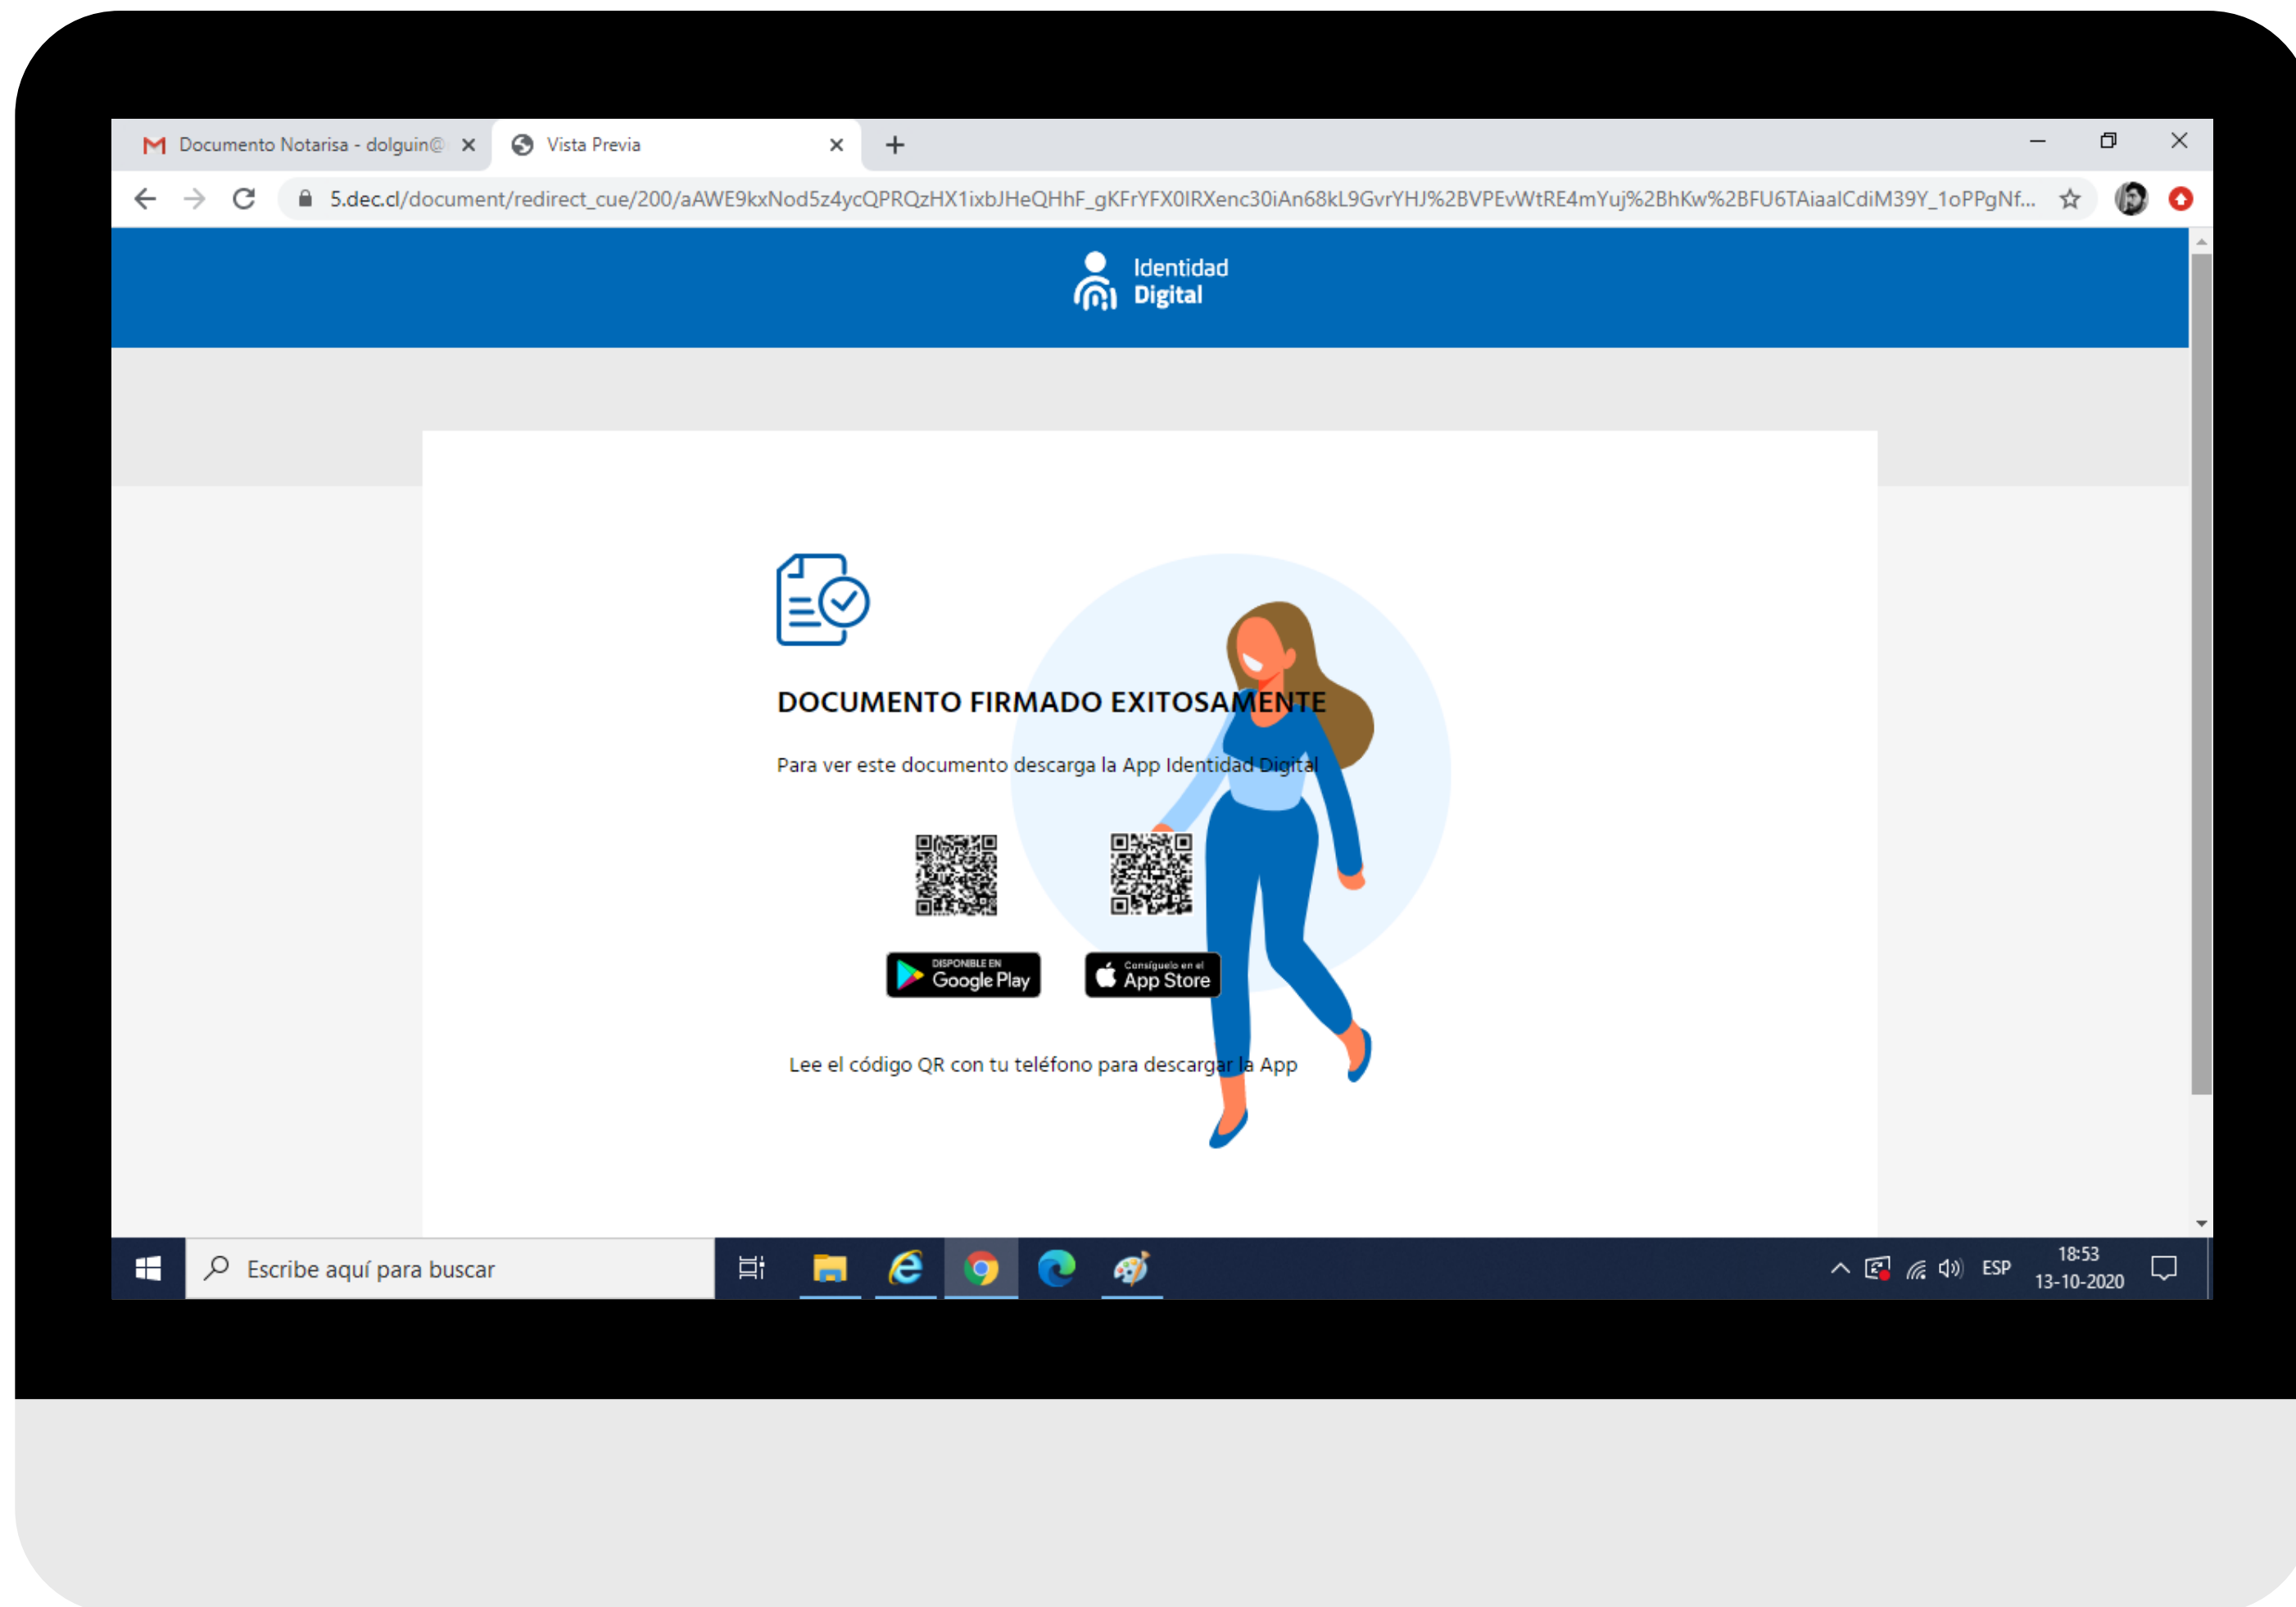 Documento Notarisa - dolguin@
Vista Previa
5.dec.cl/document/redirect_cue/200/aAWE9kxNod5z4ycQPRQzHX1ixbJHeQHhF_gKFrYFX0IRXenc30iAn68kL9GvrYHJ%2BVPEvWtRE4mYuj%2BhKw%2BFU6TAiaalCdiM39Y_1oPPgNf...
Identidad
Digital
DOCUMENTO FIRMADO EXITOSAMENTE
Para ver este documento descarga la App Identidad Digital
DISPONIBLE EN
Google Play
Consíguelo en el
App Store
Lee el código QR con tu teléfono para descargar la App
Escribe aquí para buscar
ESP
18:53
13-10-2020